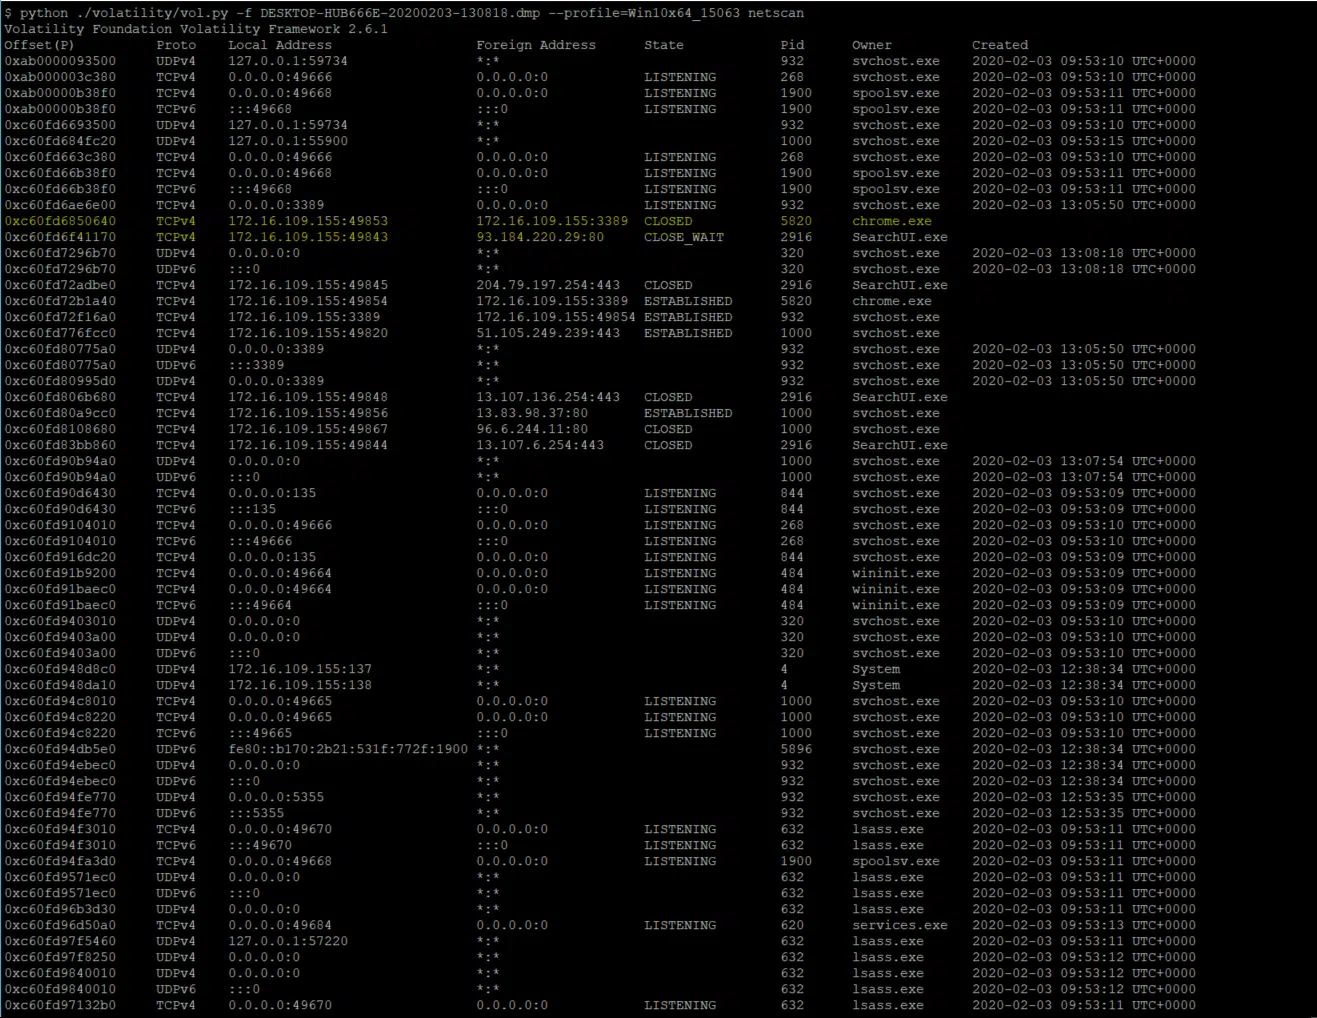 $ python ./volatility/vol.py -f DESKTOP-HUB666E-20200203-130818.dmp --profile=Win10x64_15063 netscan
Volatility Foundation Volatility Framework 2.6.1
Offset(P) Proto Local Address Foreign Address State Pid Owner Created
0xab0000093500 UDPv4 127.0.0.1:59734 *:* 932 svchost.exe 2020-02-03 09:53:10 UTC+0000
0xab000003c380 TCPv4 0.0.0.0:49666 0.0.0.0:0 LISTENING 268 svchost.exe 2020-02-03 09:53:10 UTC+0000
0xab00000b38f0 TCPv4 0.0.0.0:49668 0.0.0.0:0 LISTENING 1900 spoolsv.exe 2020-02-03 09:53:11 UTC+0000
0xab00000b38f0 TCPv6 :::49668 :::0 LISTENING 1900 spoolsv.exe 2020-02-03 09:53:11 UTC+0000
0xc60fd6693500 UDPv4 127.0.0.1:59734 *:* 932 svchost.exe 2020-02-03 09:53:10 UTC+0000
0xc60fd684fc20 UDPv4 127.0.0.1:55900 *:* 1000 svchost.exe 2020-02-03 09:53:15 UTC+0000
0xc60fd663c380 TCPv4 0.0.0.0:49666 0.0.0.0:0 LISTENING 268 svchost.exe 2020-02-03 09:53:10 UTC+0000
0xc60fd66b38f0 TCPv4 0.0.0.0:49668 0.0.0.0:0 LISTENING 1900 spoolsv.exe 2020-02-03 09:53:11 UTC+0000
0xc60fd66b38f0 TCPv6 :::49668 :::0 LISTENING 1900 spoolsv.exe 2020-02-03 09:53:11 UTC+0000
0xc60fd6ae6e00 TCPv4 0.0.0.0:3389 0.0.0.0:0 LISTENING 932 svchost.exe 2020-02-03 13:05:50 UTC+0000
0xc60fd6850640 TCPv4 172.16.109.155:49853 172.16.109.155:3389 CLOSED 5820 chrome.exe
0xc60fd6f41170 TCPv4 172.16.109.155:49843 93.184.220.29:80 CLOSE_WAIT 2916 SearchUI.exe
0xc60fd7296b70 UDPv4 0.0.0.0:0 *:* 320 svchost.exe 2020-02-03 13:08:18 UTC+0000
0xc60fd7296b70 UDPv6 :::0 *:* 320 svchost.exe 2020-02-03 13:08:18 UTC+0000
0xc60fd72adbe0 TCPv4 172.16.109.155:49845 204.79.197.254:443 CLOSED 2916 SearchUI.exe
0xc60fd72b1a40 TCPv4 172.16.109.155:49854 172.16.109.155:3389 ESTABLISHED 5820 chrome.exe
0xc60fd72f16a0 TCPv4 172.16.109.155:3389 172.16.109.155:49854 ESTABLISHED 932 svchost.exe
0xc60fd776fcc0 TCPv4 172.16.109.155:49820 51.105.249.239:443 ESTABLISHED 1000 svchost.exe
0xc60fd80775a0 UDPv4 0.0.0.0:3389 *:* 932 svchost.exe 2020-02-03 13:05:50 UTC+0000
0xc60fd80775a0 UDPv6 :::3389 *:* 932 svchost.exe 2020-02-03 13:05:50 UTC+0000
0xc60fd80995d0 UDPv4 0.0.0.0:3389 *:* 932 svchost.exe 2020-02-03 13:05:50 UTC+0000
0xc60fd806b680 TCPv4 172.16.109.155:49848 13.107.136.254:443 CLOSED 2916 SearchUI.exe
0xc60fd80a9cc0 TCPv4 172.16.109.155:49856 13.83.98.37:80 ESTABLISHED 1000 svchost.exe
0xc60fd8108680 TCPv4 172.16.109.155:49867 96.6.244.11:80 CLOSED 1000 svchost.exe
0xc60fd83bb860 TCPv4 172.16.109.155:49844 13.107.6.254:443 CLOSED 2916 SearchUI.exe
0xc60fd90b94a0 UDPv4 0.0.0.0:0 *:* 1000 svchost.exe 2020-02-03 13:07:54 UTC+0000
0xc60fd90b94a0 UDPv6 :::0 *:* 1000 svchost.exe 2020-02-03 13:07:54 UTC+0000
0xc60fd90d6430 TCPv4 0.0.0.0:135 0.0.0.0:0 LISTENING 844 svchost.exe 2020-02-03 09:53:09 UTC+0000
0xc60fd90d6430 TCPv6 :::135 :::0 LISTENING 844 svchost.exe 2020-02-03 09:53:09 UTC+0000
0xc60fd9104010 TCPv4 0.0.0.0:49666 0.0.0.0:0 LISTENING 268 svchost.exe 2020-02-03 09:53:10 UTC+0000
0xc60fd9104010 TCPv6 :::49666 :::0 LISTENING 268 svchost.exe 2020-02-03 09:53:10 UTC+0000
0xc60fd916dc20 TCPv4 0.0.0.0:135 0.0.0.0:0 LISTENING 844 svchost.exe 2020-02-03 09:53:09 UTC+0000
0xc60fd91b9200 TCPv4 0.0.0.0:49664 0.0.0.0:0 LISTENING 484 wininit.exe 2020-02-03 09:53:09 UTC+0000
0xc60fd91baec0 TCPv4 0.0.0.0:49664 0.0.0.0:0 LISTENING 484 wininit.exe 2020-02-03 09:53:09 UTC+0000
0xc60fd91baec0 TCPv6 :::49664 :::0 LISTENING 484 wininit.exe 2020-02-03 09:53:09 UTC+0000
0xc60fd9403010 UDPv4 0.0.0.0:0 *:* 320 svchost.exe 2020-02-03 09:53:10 UTC+0000
0xc60fd9403a00 UDPv4 0.0.0.0:0 *:* 320 svchost.exe 2020-02-03 09:53:10 UTC+0000
0xc60fd9403a00 UDPv6 :::0 *:* 320 svchost.exe 2020-02-03 09:53:10 UTC+0000
0xc60fd948d8c0 UDPv4 172.16.109.155:137 *:* 4 System 2020-02-03 12:38:34 UTC+0000
0xc60fd948da10 UDPv4 172.16.109.155:138 *:* 4 System 2020-02-03 12:38:34 UTC+0000
0xc60fd94c8010 TCPv4 0.0.0.0:49665 0.0.0.0:0 LISTENING 1000 svchost.exe 2020-02-03 09:53:10 UTC+0000
0xc60fd94c8220 TCPv4 0.0.0.0:49665 0.0.0.0:0 LISTENING 1000 svchost.exe 2020-02-03 09:53:10 UTC+0000
0xc60fd94c8220 TCPv6 :::49665 :::0 LISTENING 1000 svchost.exe 2020-02-03 09:53:10 UTC+0000
0xc60fd94db5e0 UDPv6 fe80::b170:2b21:531f:772f:1900 *:* 5896 svchost.exe 2020-02-03 12:38:34 UTC+0000
0xc60fd94ebec0 UDPv4 0.0.0.0:0 *:* 932 svchost.exe 2020-02-03 12:38:34 UTC+0000
0xc60fd94ebec0 UDPv6 :::0 *:* 932 svchost.exe 2020-02-03 12:38:34 UTC+0000
0xc60fd94fe770 UDPv4 0.0.0.0:5355 *:* 932 svchost.exe 2020-02-03 12:53:35 UTC+0000
0xc60fd94fe770 UDPv6 :::5355 *:* 932 svchost.exe 2020-02-03 12:53:35 UTC+0000
0xc60fd94f3010 TCPv4 0.0.0.0:49670 0.0.0.0:0 LISTENING 632 lsass.exe 2020-02-03 09:53:11 UTC+0000
0xc60fd94f3010 TCPv6 :::49670 :::0 LISTENING 632 lsass.exe 2020-02-03 09:53:11 UTC+0000
0xc60fd94fa3d0 TCPv4 0.0.0.0:49668 0.0.0.0:0 LISTENING 1900 spoolsv.exe 2020-02-03 09:53:11 UTC+0000
0xc60fd9571ec0 UDPv4 0.0.0.0:0 *:* 632 lsass.exe 2020-02-03 09:53:11 UTC+0000
0xc60fd9571ec0 UDPv6 :::0 *:* 632 lsass.exe 2020-02-03 09:53:11 UTC+0000
0xc60fd96b3d30 UDPv4 0.0.0.0:0 *:* 632 lsass.exe 2020-02-03 09:53:11 UTC+0000
0xc60fd96d50a0 TCPv4 0.0.0.0:49684 0.0.0.0:0 LISTENING 620 services.exe 2020-02-03 09:53:13 UTC+0000
0xc60fd97f5460 UDPv4 127.0.0.1:57220 *:* 632 lsass.exe 2020-02-03 09:53:11 UTC+0000
0xc60fd97f8250 UDPv4 0.0.0.0:0 *:* 632 lsass.exe 2020-02-03 09:53:12 UTC+0000
0xc60fd9840010 UDPv4 0.0.0.0:0 *:* 632 lsass.exe 2020-02-03 09:53:12 UTC+0000
0xc60fd9840010 UDPv6 :::0 *:* 632 lsass.exe 2020-02-03 09:53:12 UTC+0000
0xc60fd97132b0 TCPv4 0.0.0.0:49670 0.0.0.0:0 LISTENING 632 lsass.exe 2020-02-03 09:53:11 UTC+0000